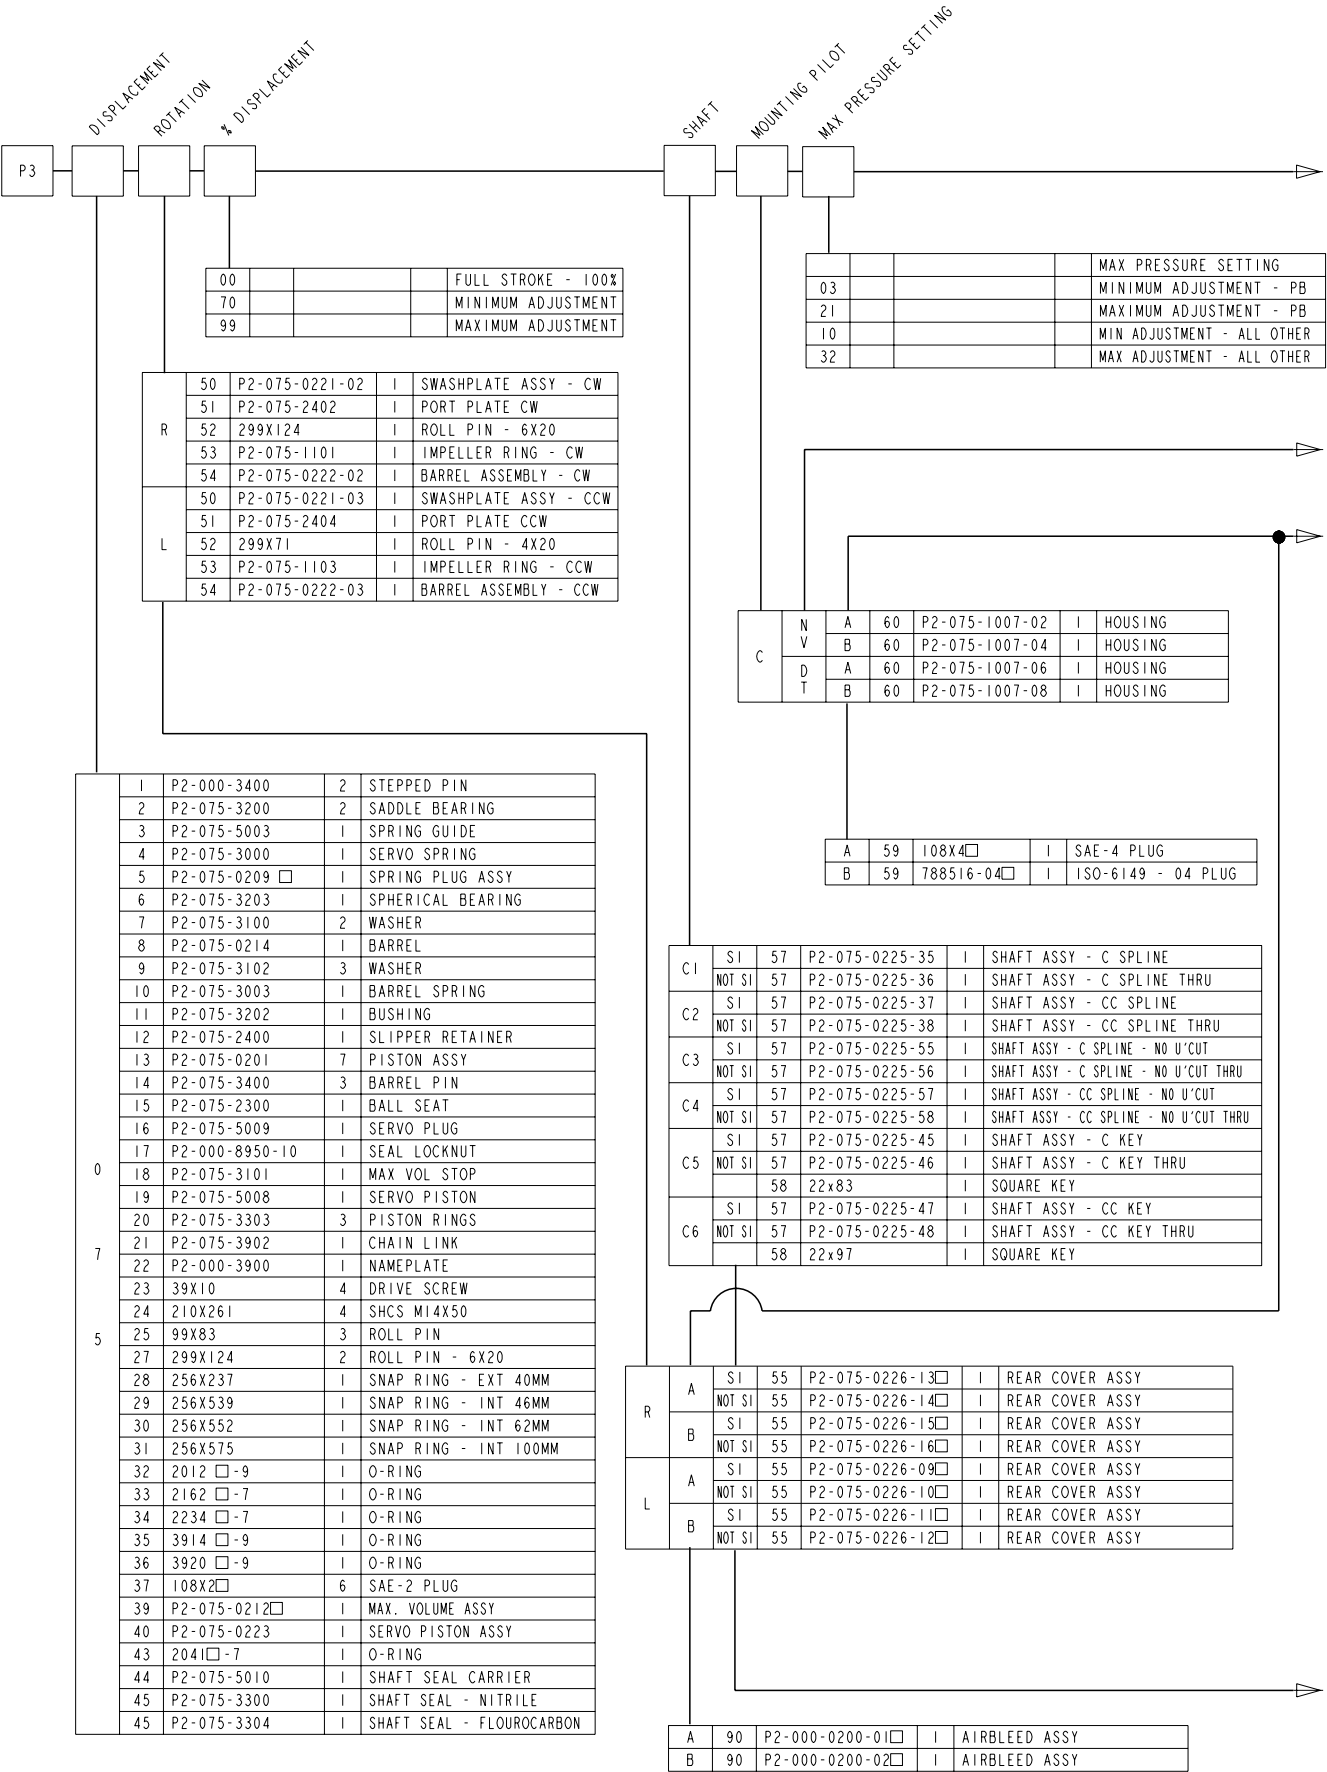 DISPLACEMENT
ROTATION
% DISPLACEMENT
SHAFT
MOUNTING PILOT
MAX PRESSURE SETTING
P3
00 FULL STROKE - 100%
70 MINIMUM ADJUSTMENT
99 MAXIMUM ADJUSTMENT
MAX PRESSURE SETTING
03 MINIMUM ADJUSTMENT - PB
21 MAXIMUM ADJUSTMENT - PB
10 MIN ADJUSTMENT - ALL OTHER
32 MAX ADJUSTMENT - ALL OTHER
R
50 P2-075-0221-02 1 SWASHPLATE ASSY - CW
51 P2-075-2402 1 PORT PLATE CW
52 299X124 1 ROLL PIN - 6X20
53 P2-075-1101 1 IMPELLER RING - CW
54 P2-075-0222-02 1 BARREL ASSEMBLY - CW
L
50 P2-075-0221-03 1 SWASHPLATE ASSY - CCW
51 P2-075-2404 1 PORT PLATE CCW
52 299X71 1 ROLL PIN - 4X20
53 P2-075-1103 1 IMPELLER RING - CCW
54 P2-075-0222-03 1 BARREL ASSEMBLY - CCW
C
NV
A 60 P2-075-1007-02 1 HOUSING
B 60 P2-075-1007-04 1 HOUSING
DT
A 60 P2-075-1007-06 1 HOUSING
B 60 P2-075-1007-08 1 HOUSING
A 59 108X4□ 1 SAE-4 PLUG
B 59 788516-04□ 1 ISO-6149 - 04 PLUG
075
1 P2-000-3400 2 STEPPED PIN
2 P2-075-3200 2 SADDLE BEARING
3 P2-075-5003 1 SPRING GUIDE
4 P2-075-3000 1 SERVO SPRING
5 P2-075-0209 □ 1 SPRING PLUG ASSY
6 P2-075-3203 1 SPHERICAL BEARING
7 P2-075-3100 2 WASHER
8 P2-075-0214 1 BARREL
9 P2-075-3102 3 WASHER
10 P2-075-3003 1 BARREL SPRING
11 P2-075-3202 1 BUSHING
12 P2-075-2400 1 SLIPPER RETAINER
13 P2-075-0201 7 PISTON ASSY
14 P2-075-3400 3 BARREL PIN
15 P2-075-2300 1 BALL SEAT
16 P2-075-5009 1 SERVO PLUG
17 P2-000-8950-10 1 SEAL LOCKNUT
18 P2-075-3101 1 MAX VOL STOP
19 P2-075-5008 1 SERVO PISTON
20 P2-075-3303 3 PISTON RINGS
21 P2-075-3902 1 CHAIN LINK
22 P2-000-3900 1 NAMEPLATE
23 39X10 4 DRIVE SCREW
24 210X261 4 SHCS M14X50
25 99X83 3 ROLL PIN
27 299X124 2 ROLL PIN - 6X20
28 256X237 1 SNAP RING - EXT 40MM
29 256X539 1 SNAP RING - INT 46MM
30 256X552 1 SNAP RING - INT 62MM
31 256X575 1 SNAP RING - INT 100MM
32 2012 □-9 1 O-RING
33 2162 □-7 1 O-RING
34 2234 □-7 1 O-RING
35 3914 □-9 1 O-RING
36 3920 □-9 1 O-RING
37 108X2□ 6 SAE-2 PLUG
39 P2-075-0212□ 1 MAX. VOLUME ASSY
40 P2-075-0223 1 SERVO PISTON ASSY
43 2041□-7 1 O-RING
44 P2-075-5010 1 SHAFT SEAL CARRIER
45 P2-075-3300 1 SHAFT SEAL - NITRILE
45 P2-075-3304 1 SHAFT SEAL - FLOUROCARBON
C1
S1 57 P2-075-0225-35 1 SHAFT ASSY - C SPLINE
NOT S1 57 P2-075-0225-36 1 SHAFT ASSY - C SPLINE THRU
C2
S1 57 P2-075-0225-37 1 SHAFT ASSY - CC SPLINE
NOT S1 57 P2-075-0225-38 1 SHAFT ASSY - CC SPLINE THRU
C3
S1 57 P2-075-0225-55 1 SHAFT ASSY - C SPLINE - NO U'CUT
NOT S1 57 P2-075-0225-56 1 SHAFT ASSY - C SPLINE - NO U'CUT THRU
C4
S1 57 P2-075-0225-57 1 SHAFT ASSY - CC SPLINE - NO U'CUT
NOT S1 57 P2-075-0225-58 1 SHAFT ASSY - CC SPLINE - NO U'CUT THRU
C5
S1 57 P2-075-0225-45 1 SHAFT ASSY - C KEY
NOT S1 57 P2-075-0225-46 1 SHAFT ASSY - C KEY THRU
58 22x83 1 SQUARE KEY
C6
S1 57 P2-075-0225-47 1 SHAFT ASSY - CC KEY
NOT S1 57 P2-075-0225-48 1 SHAFT ASSY - CC KEY THRU
58 22x97 1 SQUARE KEY
R
A
S1 55 P2-075-0226-13□ 1 REAR COVER ASSY
NOT S1 55 P2-075-0226-14□ 1 REAR COVER ASSY
B
S1 55 P2-075-0226-15□ 1 REAR COVER ASSY
NOT S1 55 P2-075-0226-16□ 1 REAR COVER ASSY
L
A
S1 55 P2-075-0226-09□ 1 REAR COVER ASSY
NOT S1 55 P2-075-0226-10□ 1 REAR COVER ASSY
B
S1 55 P2-075-0226-11□ 1 REAR COVER ASSY
NOT S1 55 P2-075-0226-12□ 1 REAR COVER ASSY
A 90 P2-000-0200-01□ 1 AIRBLEED ASSY
B 90 P2-000-0200-02□ 1 AIRBLEED ASSY